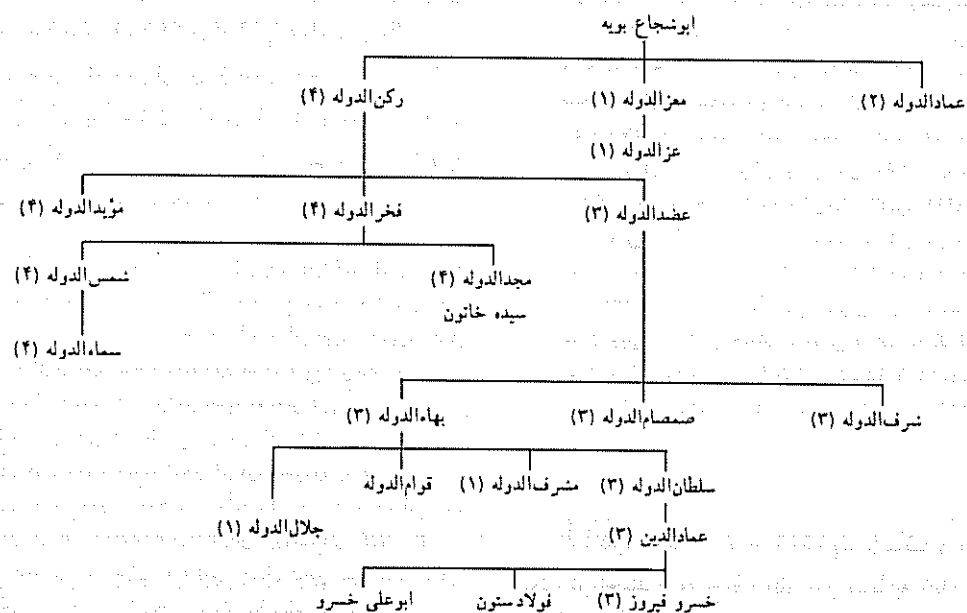 ابوشجاع بویه
عمادالدوله (۲) معزالدوله (۱) رکن‌الدوله (۴)
عزالدوله (۱)
عضدالدوله (۳) فخرالدوله (۴) مؤیدالدوله (۴)
مجدالدوله (۴) شمس‌الدوله (۴)
سیده خاتون
سماءالدوله (۴)
شرف‌الدوله (۳) صمصام‌الدوله (۳) بهاءالدوله (۳)
سلطان‌الدوله (۳) مشرف‌الدوله (۱) قوام‌الدوله
جلال‌الدوله (۱)
عمادالدین (۳)
خسرو فیروز (۳) فولادستون ابوعلی خسرو